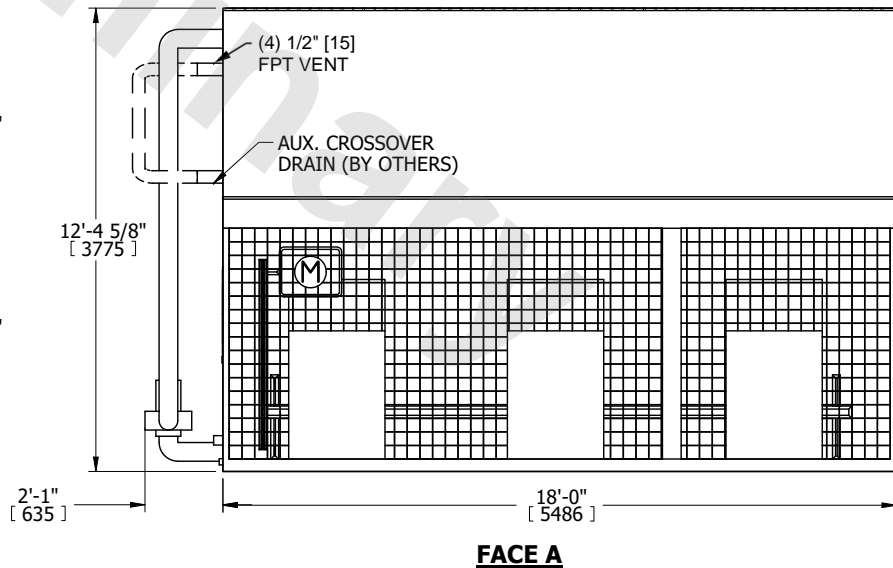 (4) 1/2" [15]
FPT VENT
AUX. CROSSOVER
DRAIN (BY OTHERS)
12'-4 5/8"
[ 3775 ]
M
2'-1"
[ 635 ]
18'-0"
[ 5486 ]
FACE A